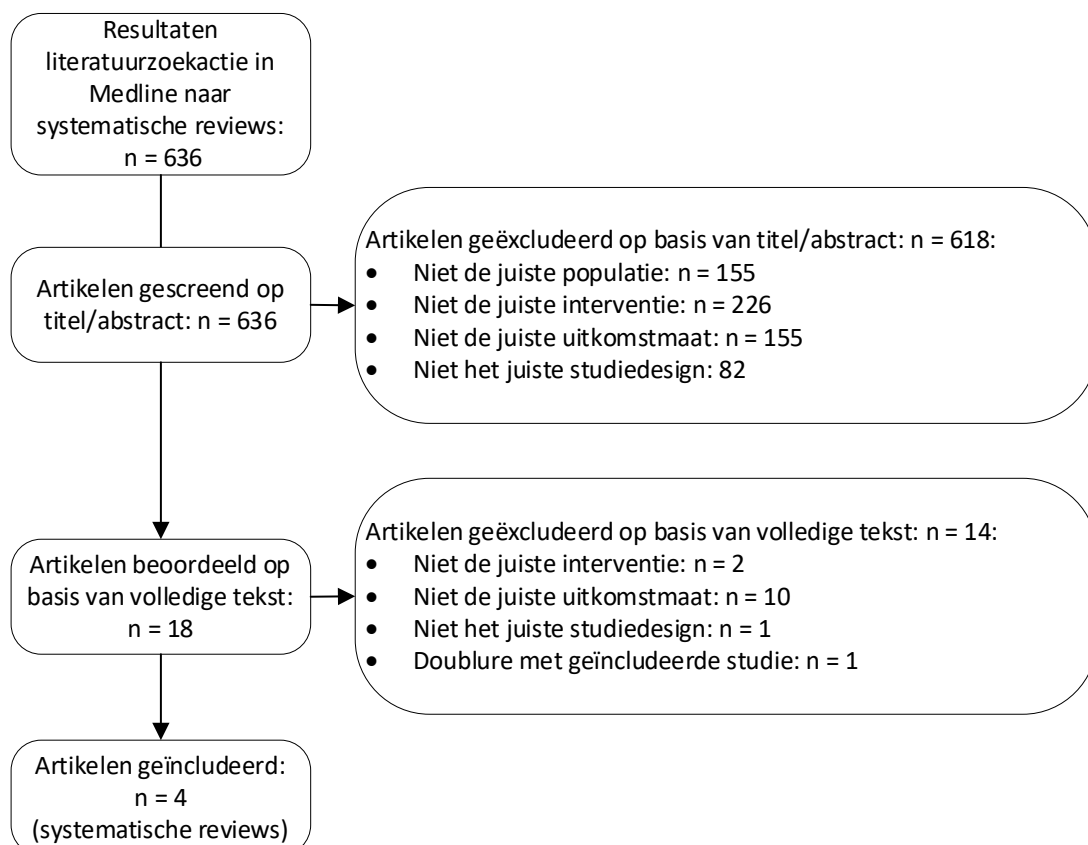 Resultaten
literatuurzoekactie in
Medline naar
systematische reviews:
n = 636
Artikelen gescreend op
titel/abstract: n = 636
Artikelen geëxcludeerd op basis van titel/abstract: n = 618:
• Niet de juiste populatie: n = 155
• Niet de juiste interventie: n = 226
• Niet de juiste uitkomstmaat: n = 155
• Niet het juiste studiedesign: 82
Artikelen beoordeeld op
basis van volledige tekst:
n = 18
Artikelen geëxcludeerd op basis van volledige tekst: n = 14:
• Niet de juiste interventie: n = 2
• Niet de juiste uitkomstmaat: n = 10
• Niet het juiste studiedesign: n = 1
• Doublure met geïncludeerde studie: n = 1
Artikelen geïncludeerd:
n = 4
(systematische reviews)